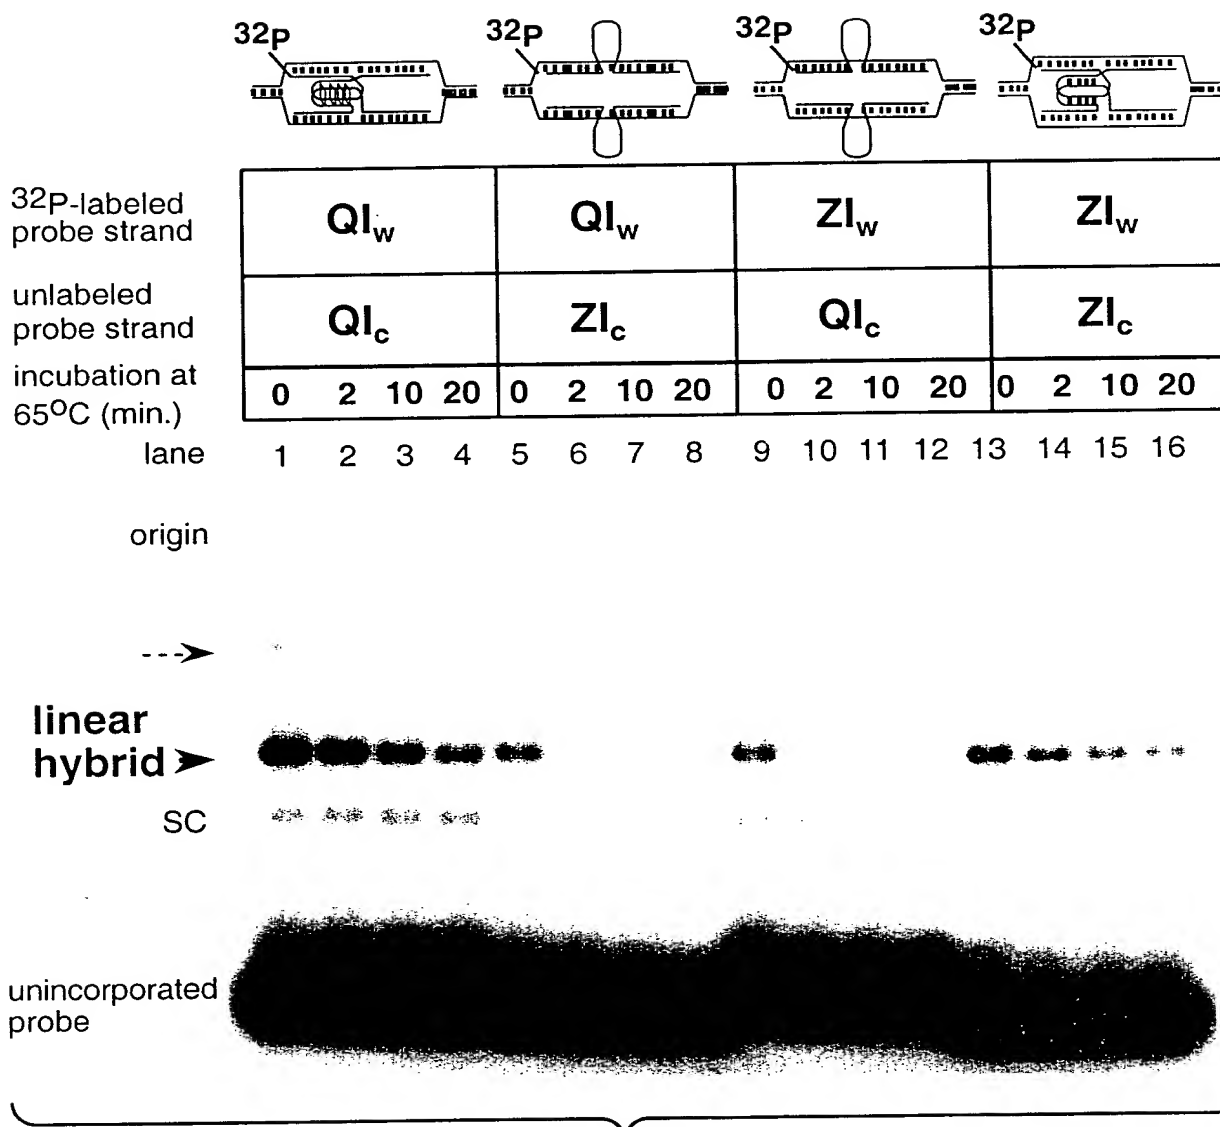 32P 32P 32P 32P
32P-labeled probe strand QIw QIw ZIw ZIw
unlabeled probe strand QIc ZIc QIc ZIc
incubation at 65°C (min.) 0 2 10 20 0 2 10 20 0 2 10 20 0 2 10 20
lane 1 2 3 4 5 6 7 8 9 10 11 12 13 14 15 16
origin
linear
hybrid
SC
unincorporated
probe